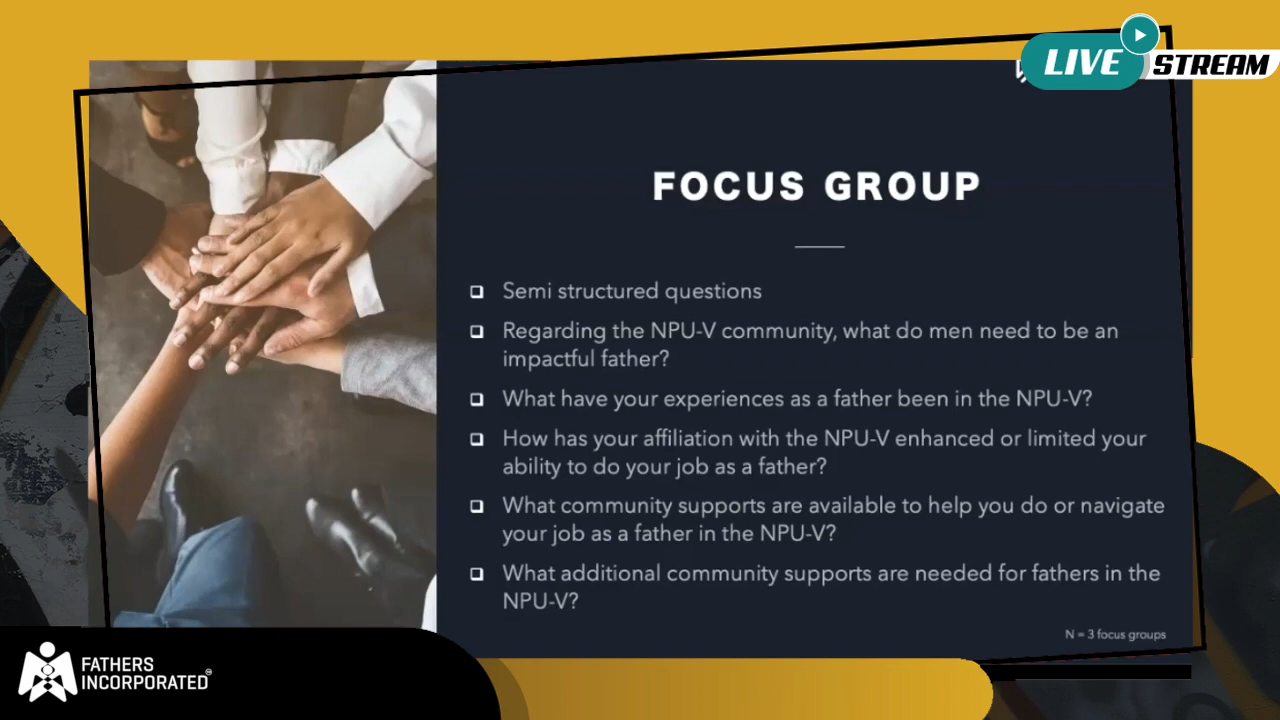 LIVE STREAM
FOCUS GROUP
Semi structured questions
Regarding the NPU-V community, what do men need to be an
impactful father?
What have your experiences as a father been in the NPU-V?
How has your affiliation with the NPU-V enhanced or limited your
ability to do your job as a father?
What community supports are available to help you do or navigate
your job as a father in the NPU-V?
What additional community supports are needed for fathers in the
NPU-V?
N = 3 focus groups
FATHERS
INCORPORATED